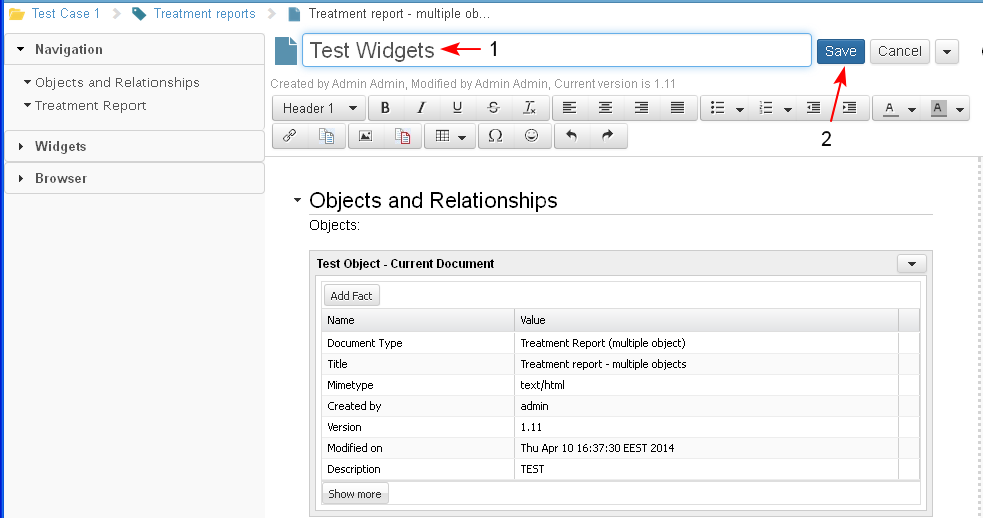 Test Case 1 Treatment reports Treatment report - multiple ob...
Navigation
Objects and Relationships
Treatment Report
Widgets
Browser
Test Widgets 1
Save Cancel
Created by Admin Admin, Modified by Admin Admin, Current version is 1.11
Header 1 B I U S Tx A A
Ω
2
Objects and Relationships
Objects:
Test Object - Current Document
Add Fact
Name Value
Document Type Treatment Report (multiple object)
Title Treatment report - multiple objects
Mimetype text/html
Created by admin
Version 1.11
Modified on Thu Apr 10 16:37:30 EEST 2014
Description TEST
Show more